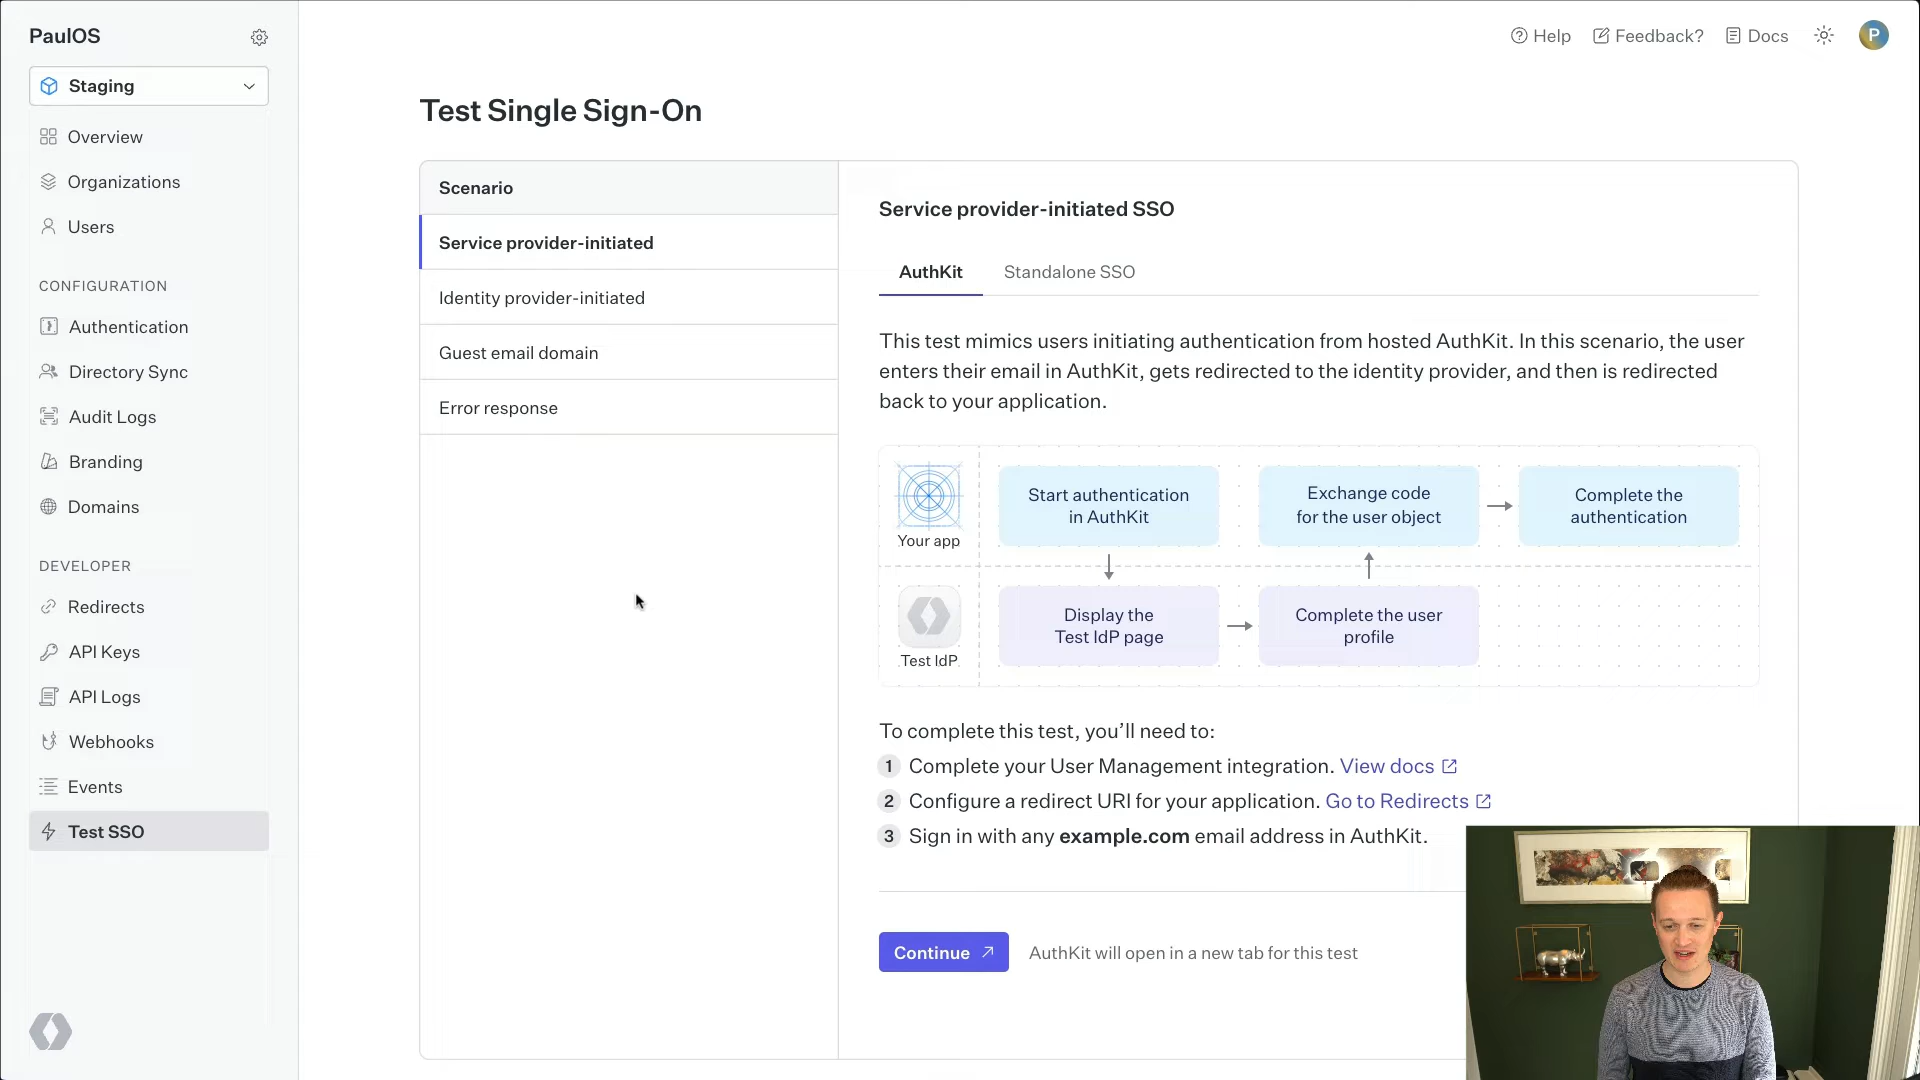 PaulOS
Staging
Overview
Organizations
Users
CONFIGURATION
Authentication
Directory Sync
Audit Logs
Branding
Domains
DEVELOPER
Redirects
API Keys
API Logs
Webhooks
Events
Test SSO
Help
Feedback?
Docs
P
Test Single Sign-On
Scenario
Service provider-initiated
Identity provider-initiated
Guest email domain
Error response
Service provider-initiated SSO
AuthKit
Standalone SSO
This test mimics users initiating authentication from hosted AuthKit. In this scenario, the user
enters their email in AuthKit, gets redirected to the identity provider, and then is redirected
back to your application.
Your app
Start authentication
in AuthKit
Exchange code
for the user object
Complete the
authentication
Test IdP
Display the
Test IdP page
Complete the user
profile
To complete this test, you’ll need to:
1 Complete your User Management integration. View docs
2 Configure a redirect URI for your application. Go to Redirects
3 Sign in with any example.com email address in AuthKit.
Continue
AuthKit will open in a new tab for this test